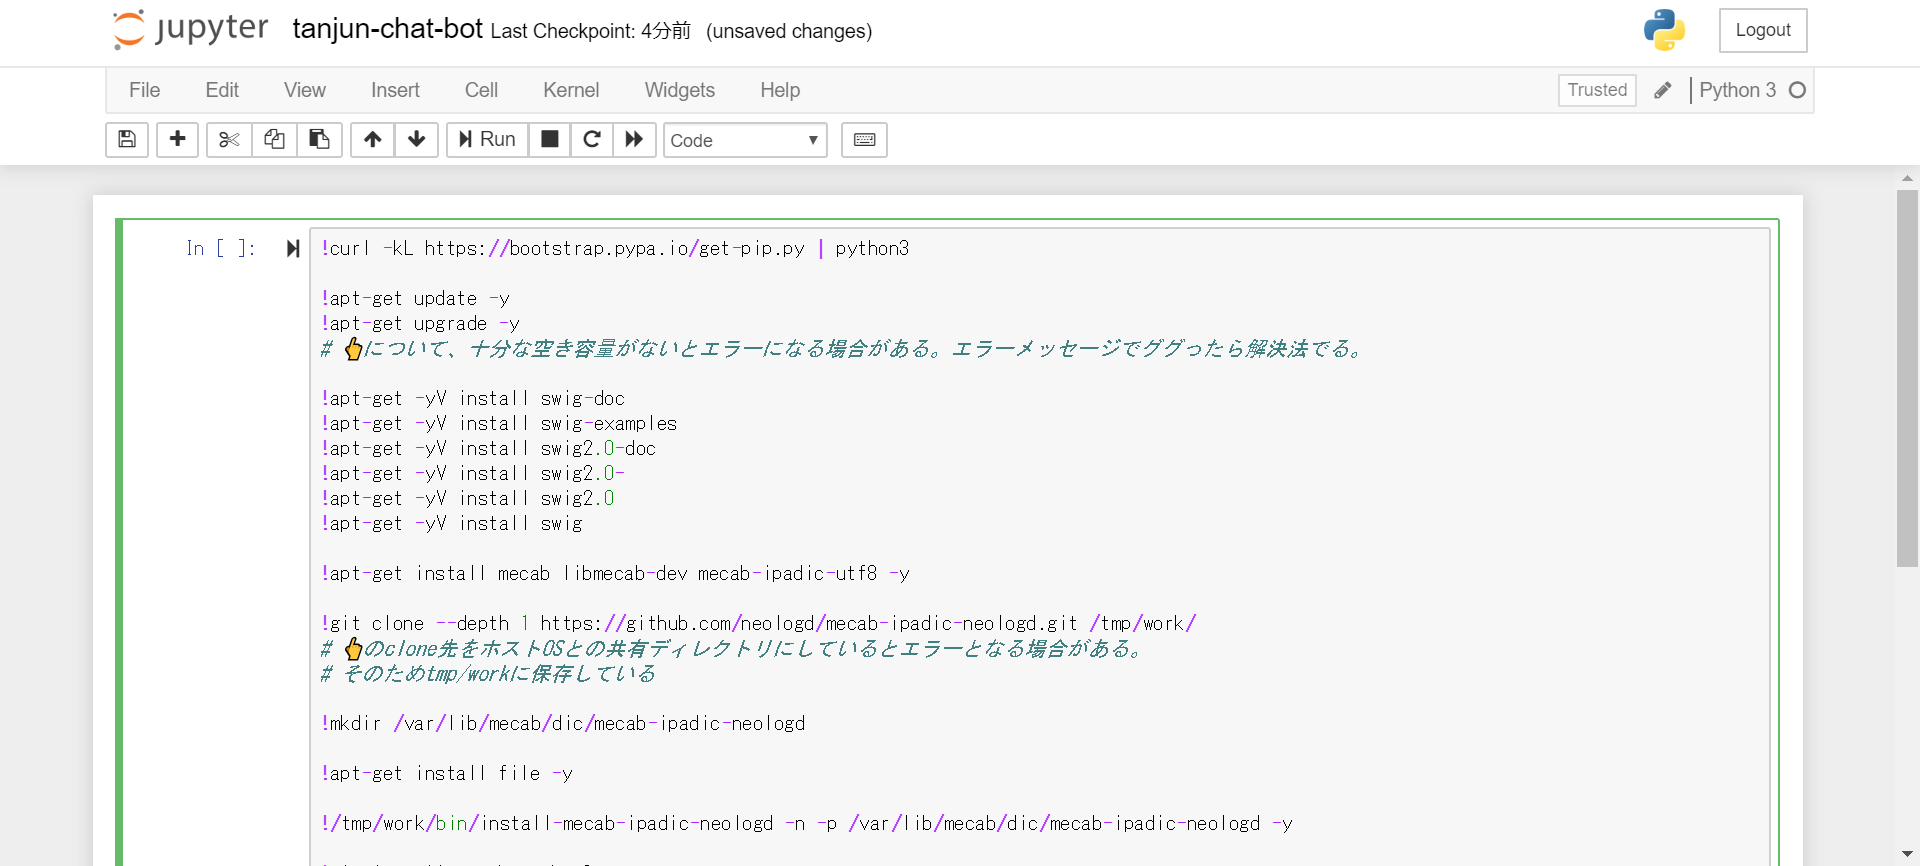 jupyter tanjun-chat-bot Last Checkpoint: 4分前 (unsaved changes) Logout
File Edit View Insert Cell Kernel Widgets Help Trusted Python 3
Run Code
In [ ]: !curl -kL https://bootstrap.pypa.io/get-pip.py | python3
!apt-get update -y
!apt-get upgrade -y
# 👆について、十分な空き容量がないとエラーになる場合がある。エラーメッセージでググったら解決法でる。
!apt-get -yV install swig-doc
!apt-get -yV install swig-examples
!apt-get -yV install swig2.0-doc
!apt-get -yV install swig2.0-
!apt-get -yV install swig2.0
!apt-get -yV install swig
!apt-get install mecab libmecab-dev mecab-ipadic-utf8 -y
!git clone --depth 1 https://github.com/neologd/mecab-ipadic-neologd.git /tmp/work/
# 👆のclone先をホストOSとの共有ディレクトリにしているとエラーとなる場合がある。
# そのためtmp/workに保存している
!mkdir /var/lib/mecab/dic/mecab-ipadic-neologd
!apt-get install file -y
!/tmp/work/bin/install-mecab-ipadic-neologd -n -p /var/lib/mecab/dic/mecab-ipadic-neologd -y